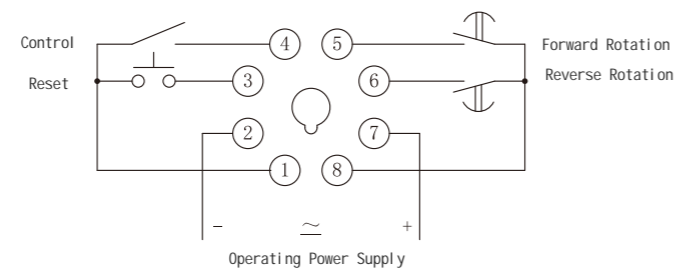 Control
④ ⑤
Forward Rotation
Reset
③ ⑥
Reverse Rotation
② ⑦
① ⑧
− ≃ +
Operating Power Supply